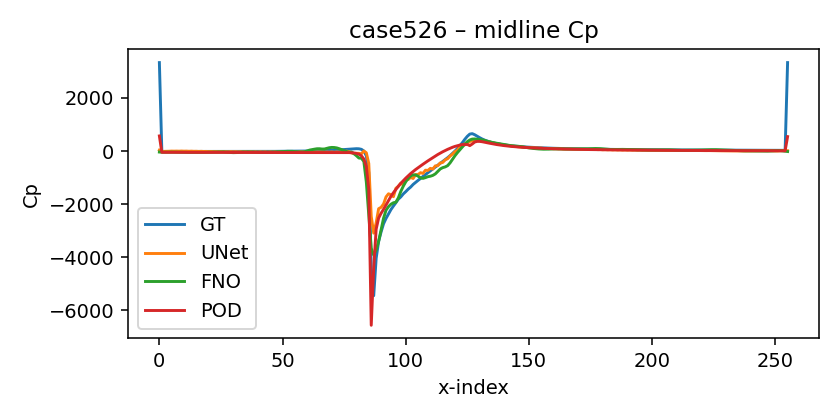 case526 – midline Cp
2000
0
−2000
−4000
−6000
Cp
GT
UNet
FNO
POD
0 50 100 150 200 250
x-index